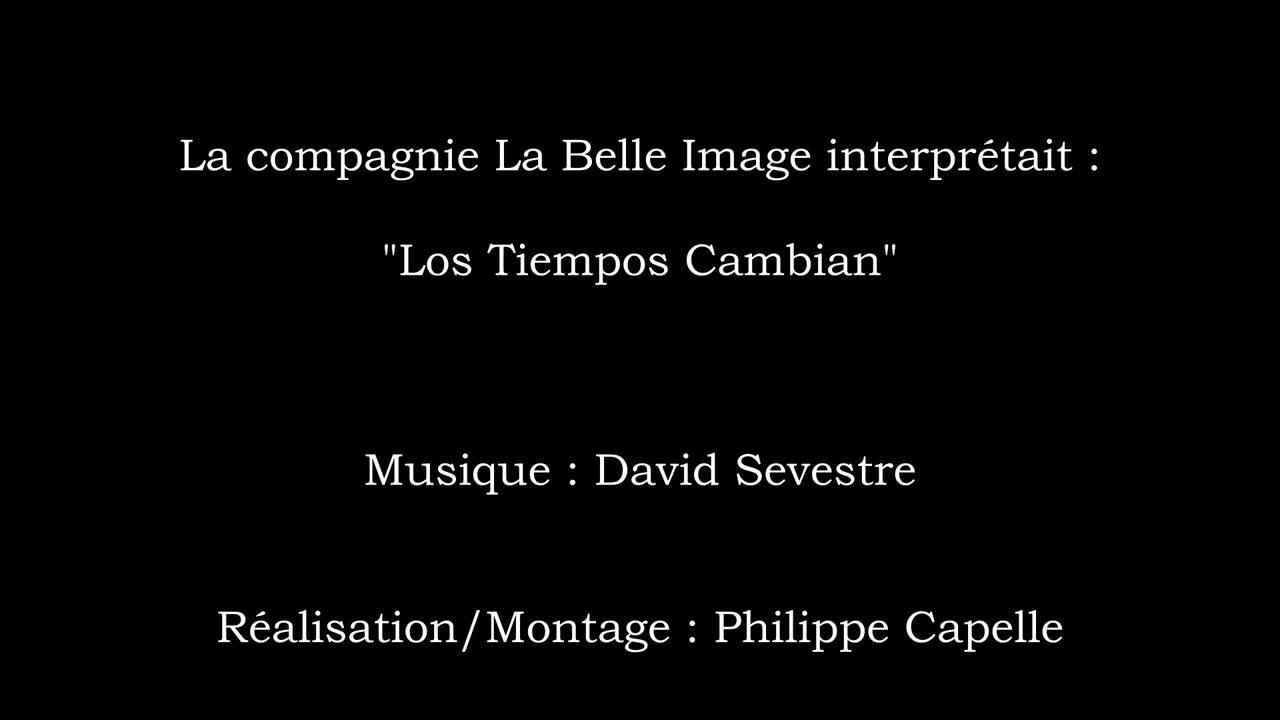 La compagnie La Belle Image interprétait :
"Los Tiempos Cambian"
Musique : David Sevestre
Réalisation/Montage : Philippe Capelle